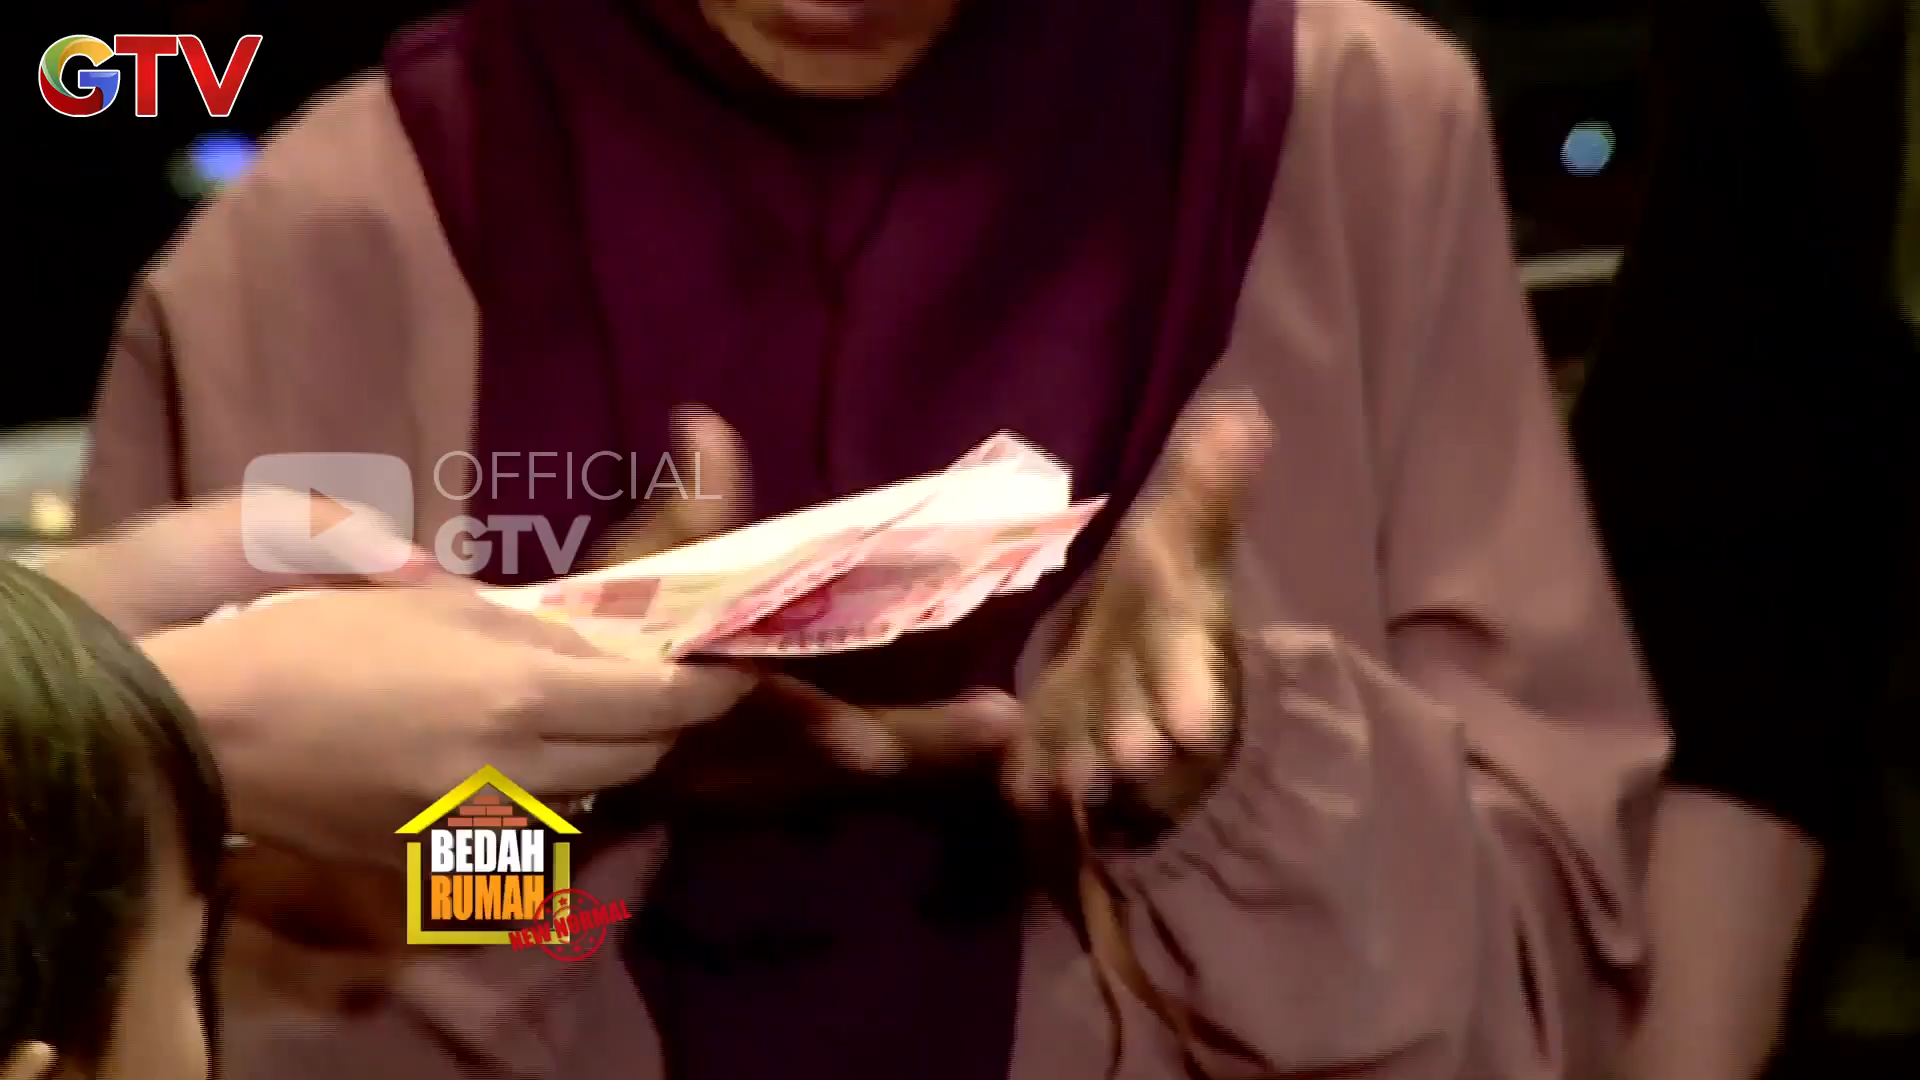 GTV
OFFICIAL
GTV
BEDAH
RUMAH
NEW NORMAL